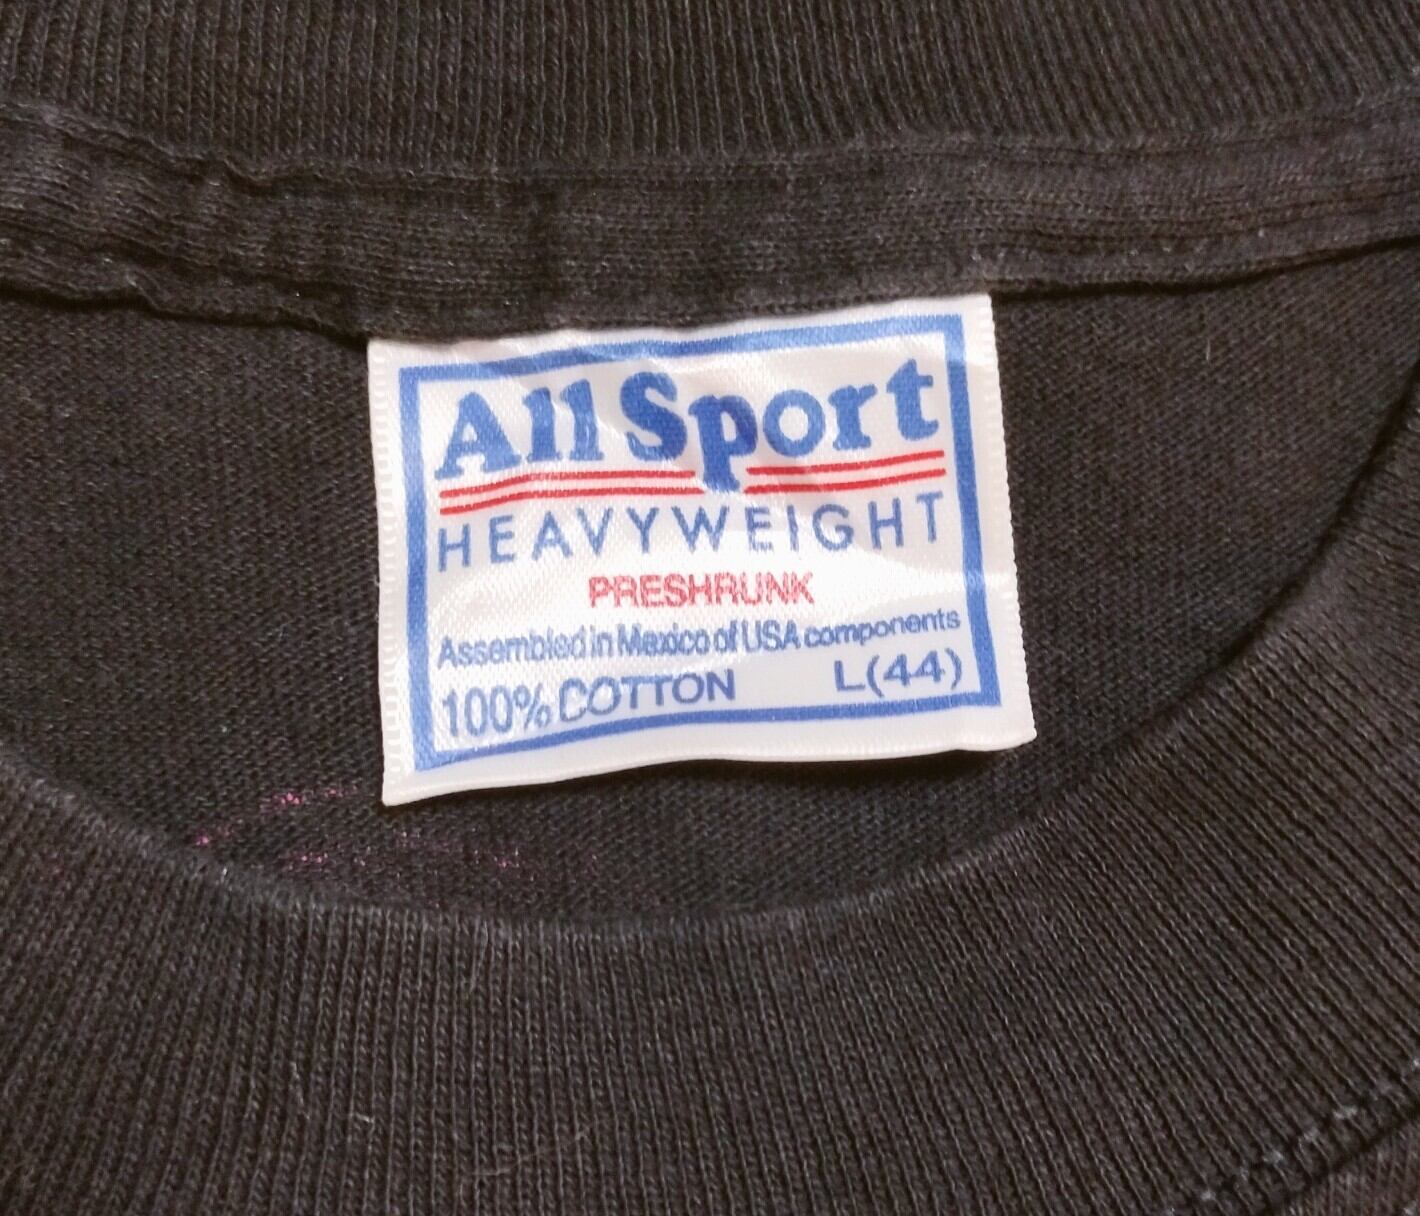 All Sport
HEAVYWEIGHT
PRESHRUNK
Assembled in Mexico of USA components
100% COTTON L(44)